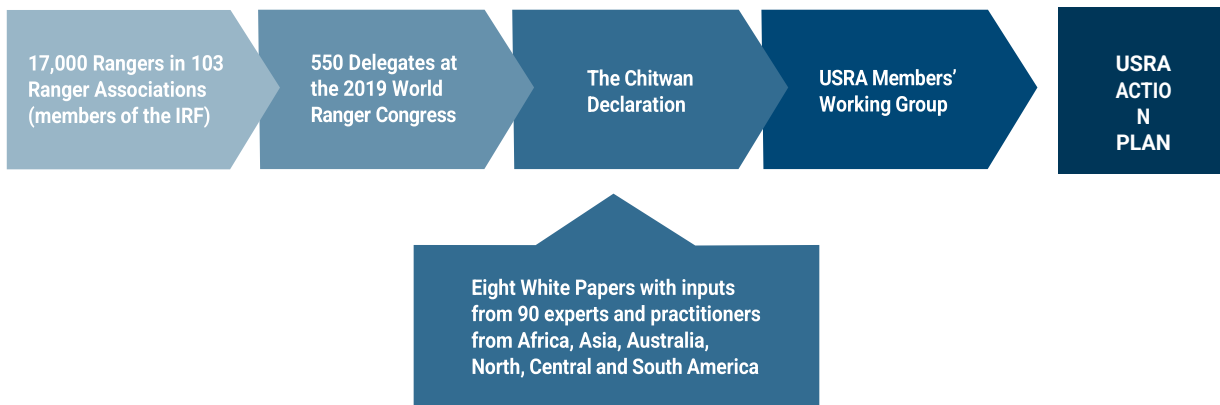 17,000 Rangers in 103
Ranger Associations
(members of the IRF)
550 Delegates at
the 2019 World
Ranger Congress
The Chitwan
Declaration
USRA Members’
Working Group
USRA
ACTIO
N
PLAN
Eight White Papers with inputs
from 90 experts and practitioners
from Africa, Asia, Australia,
North, Central and South America